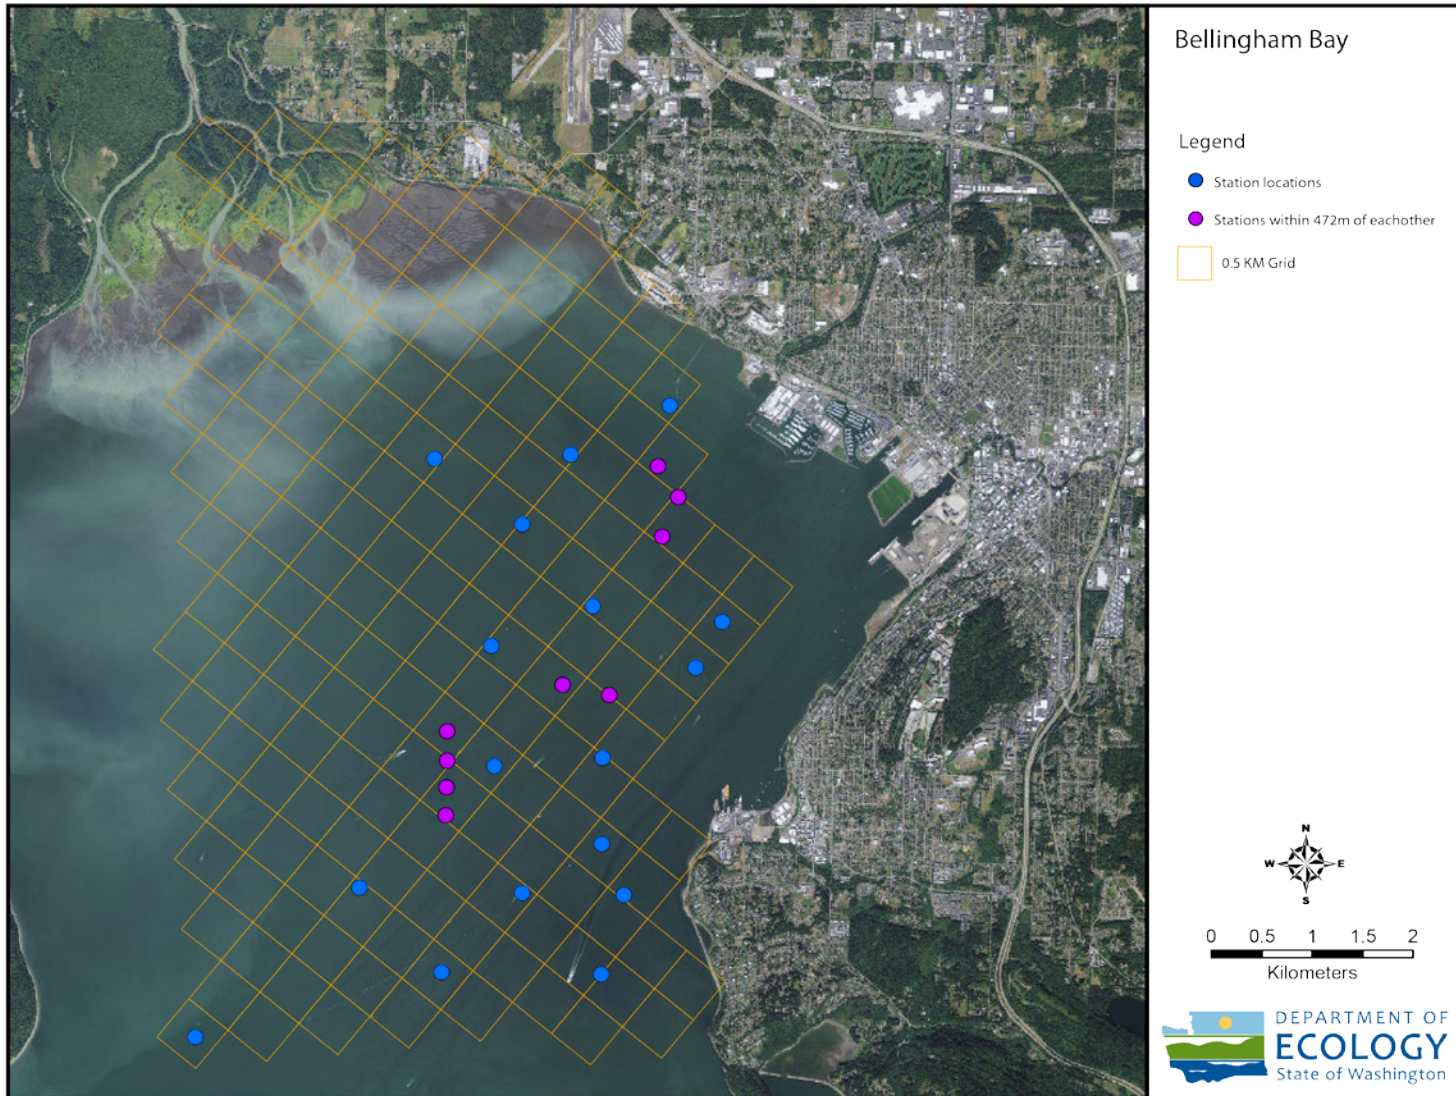 Bellingham Bay
Legend
Station locations
Stations within 472m of eachother
0.5 KM Grid
N
W E
S
0 0.5 1 1.5 2
Kilometers
DEPARTMENT OF
ECOLOGY
State of Washington